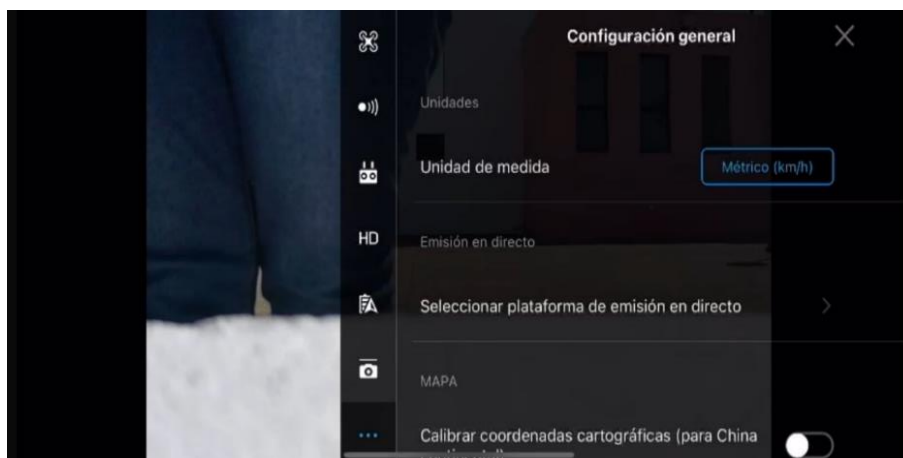 Configuración general
Unidades
Unidad de medida
Métrico (km/h)
HD
Emisión en directo
Seleccionar plataforma de emisión en directo
MAPA
Calibrar coordenadas cartográficas (para China